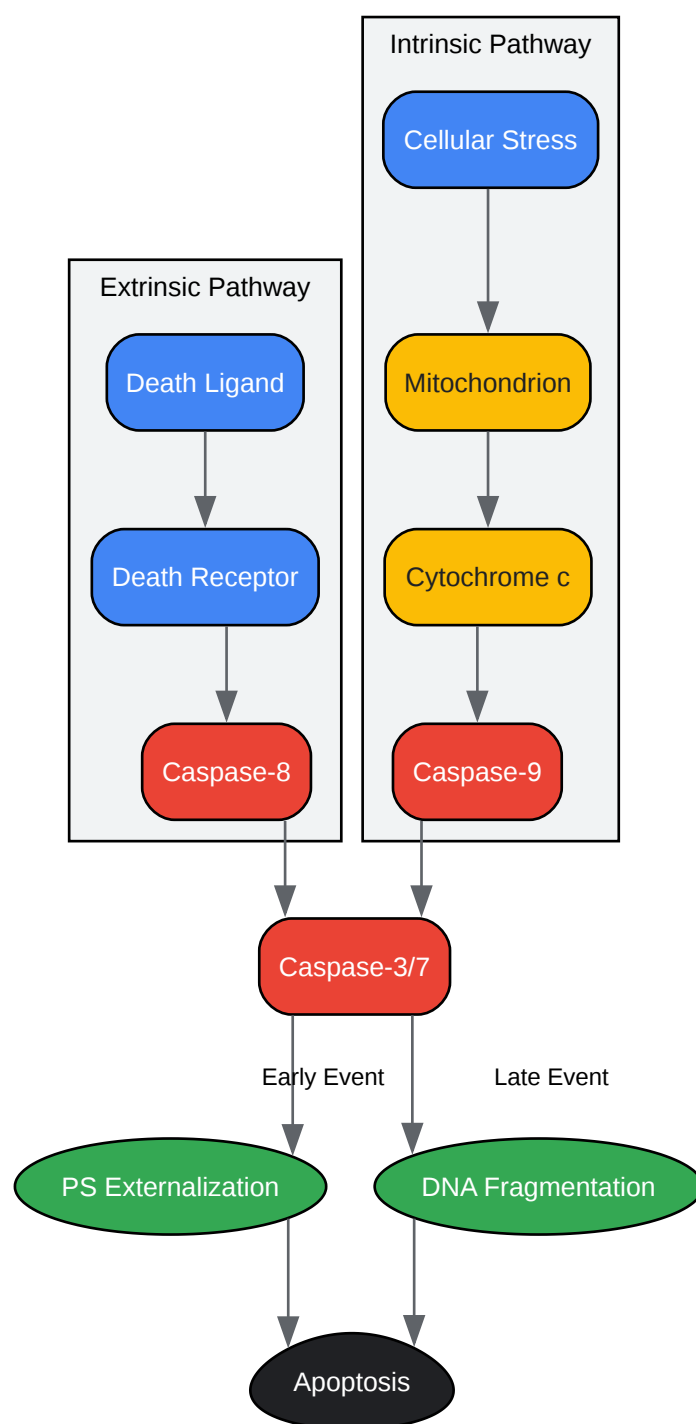 Intrinsic Pathway
Cellular Stress
Extrinsic Pathway
Death Ligand
Mitochondrion
Death Receptor
Cytochrome c
Caspase-8
Caspase-9
Caspase-3/7
Early Event
Late Event
PS Externalization
DNA Fragmentation
Apoptosis